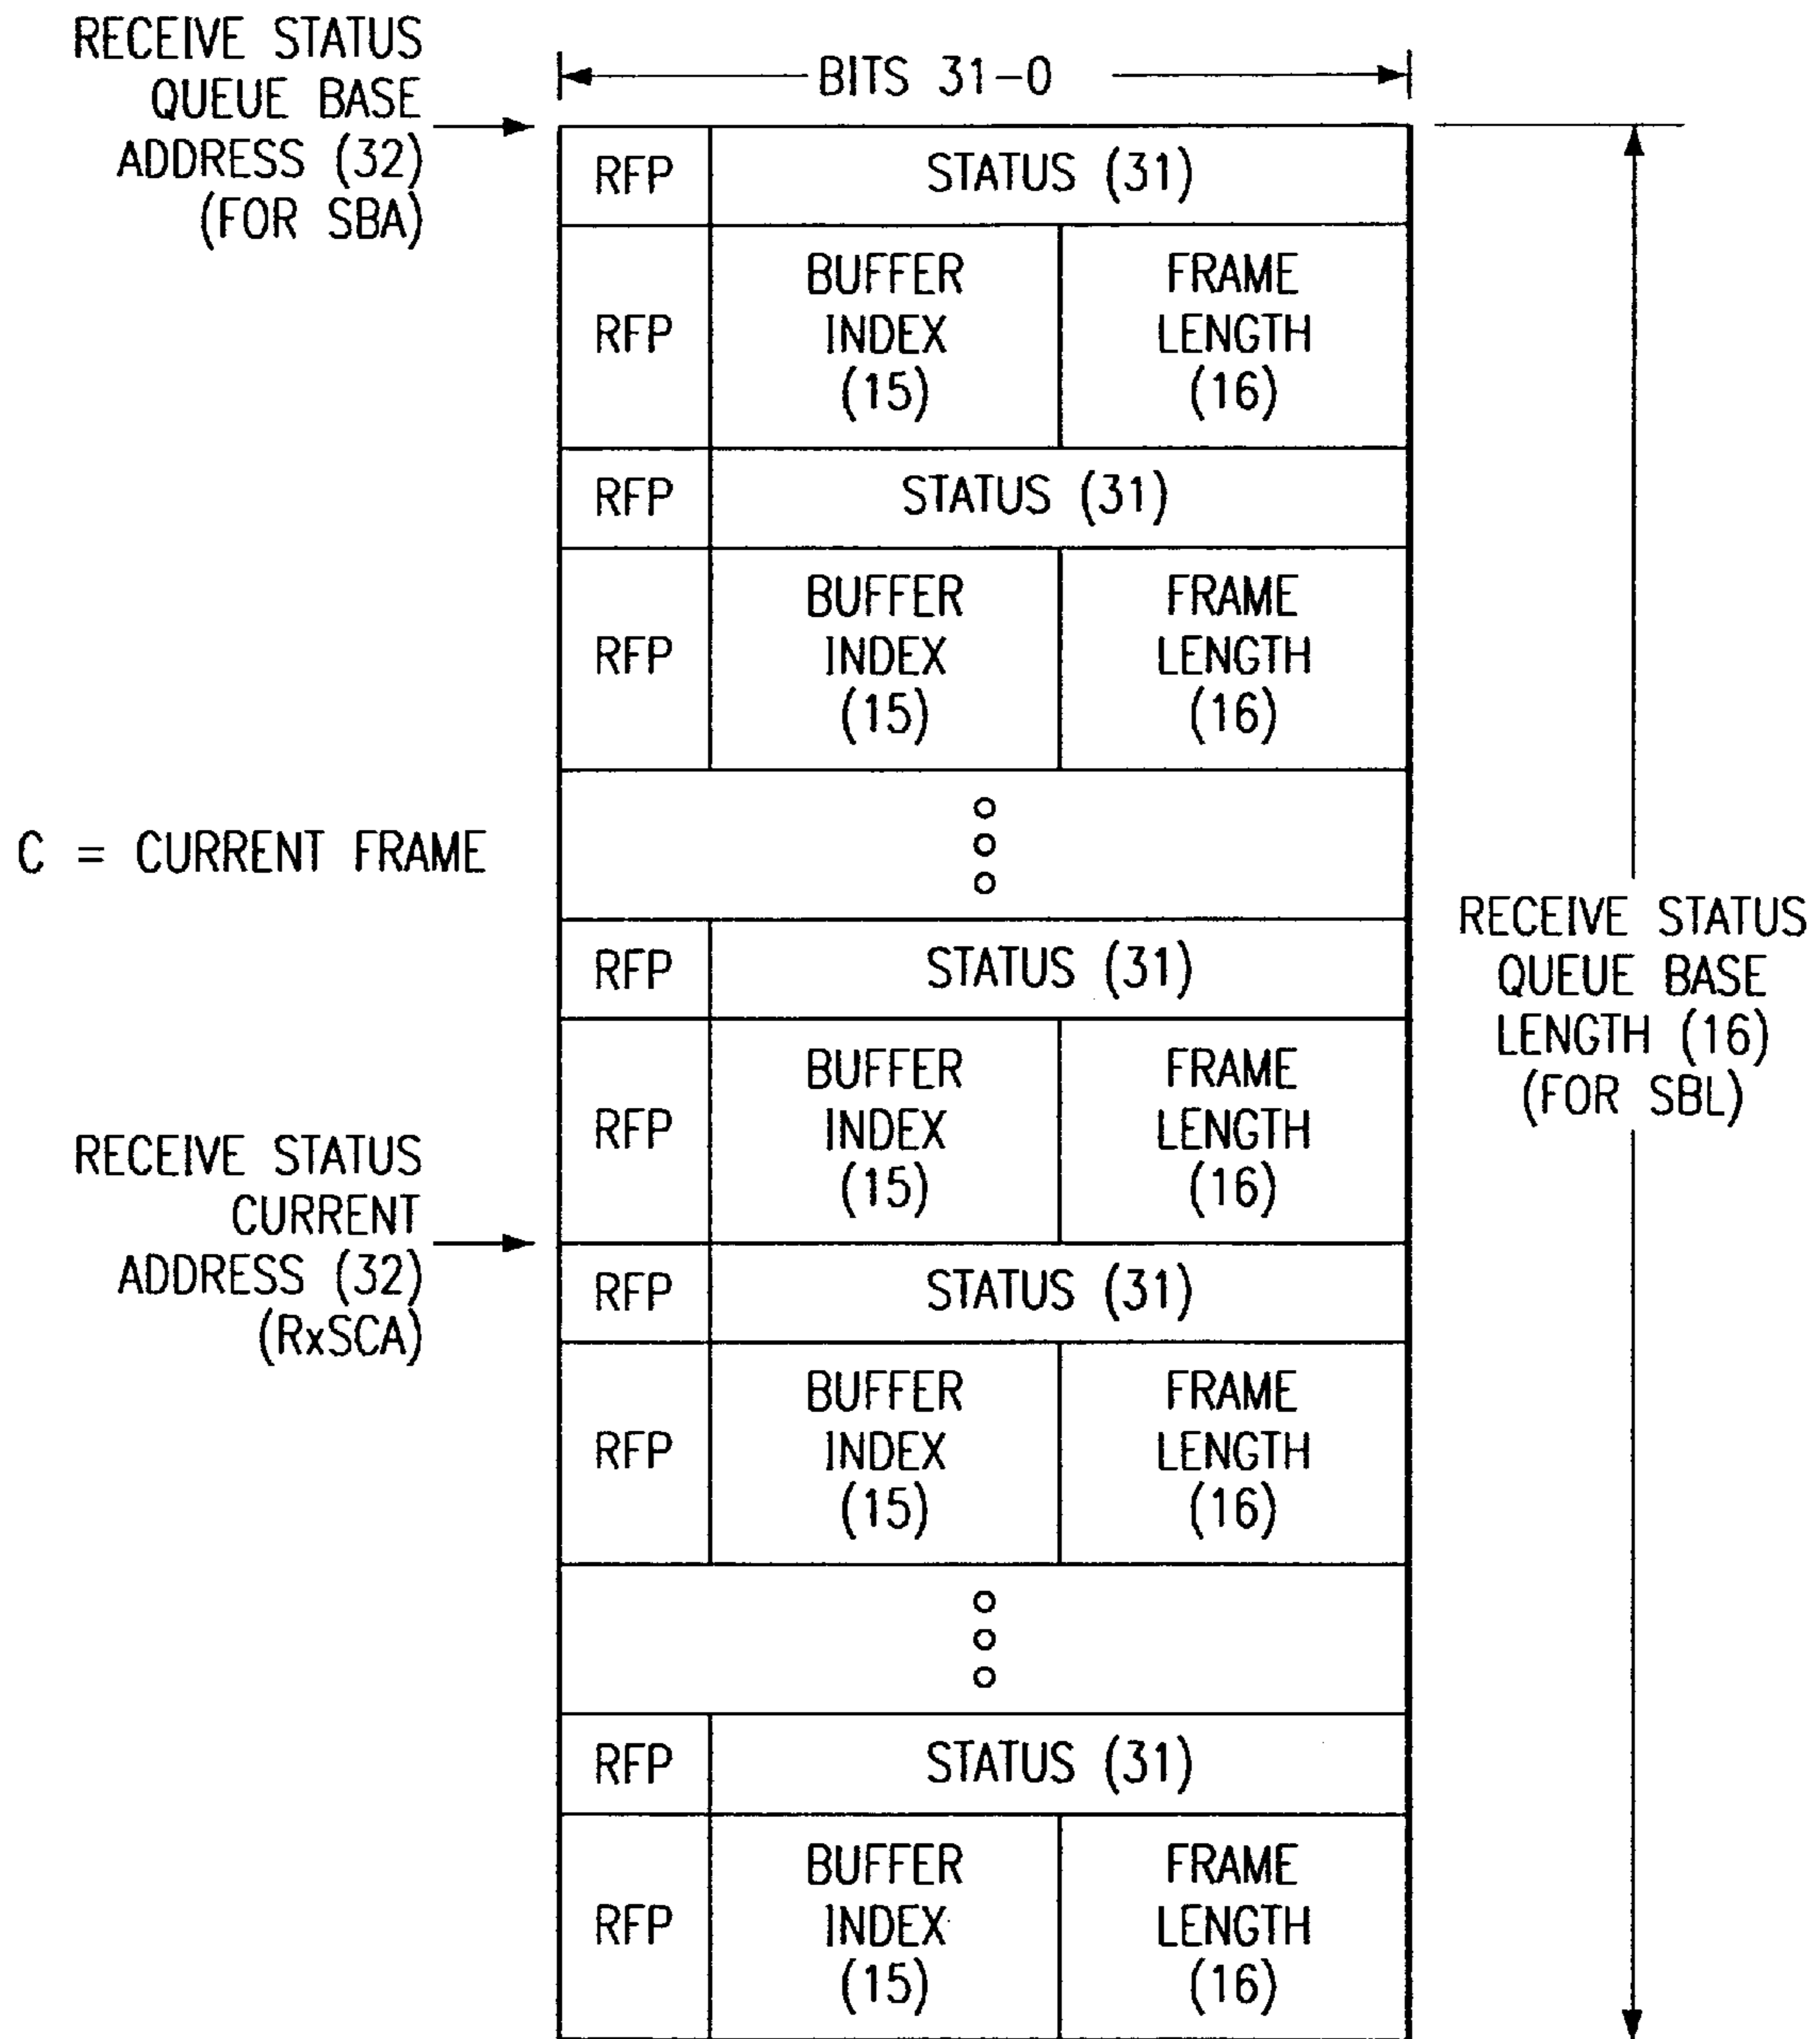 RECEIVE STATUS
QUEUE BASE
ADDRESS (32)
(FOR SBA)
BITS 31-0
RFP STATUS (31)
RFP BUFFER INDEX (15) FRAME LENGTH (16)
RFP STATUS (31)
RFP BUFFER INDEX (15) FRAME LENGTH (16)
C = CURRENT FRAME
RFP STATUS (31)
RFP BUFFER INDEX (15) FRAME LENGTH (16)
RECEIVE STATUS
QUEUE BASE
LENGTH (16)
(FOR SBL)
RECEIVE STATUS
CURRENT
ADDRESS (32)
(RxSCA)
RFP STATUS (31)
RFP BUFFER INDEX (15) FRAME LENGTH (16)
RFP STATUS (31)
RFP BUFFER INDEX (15) FRAME LENGTH (16)